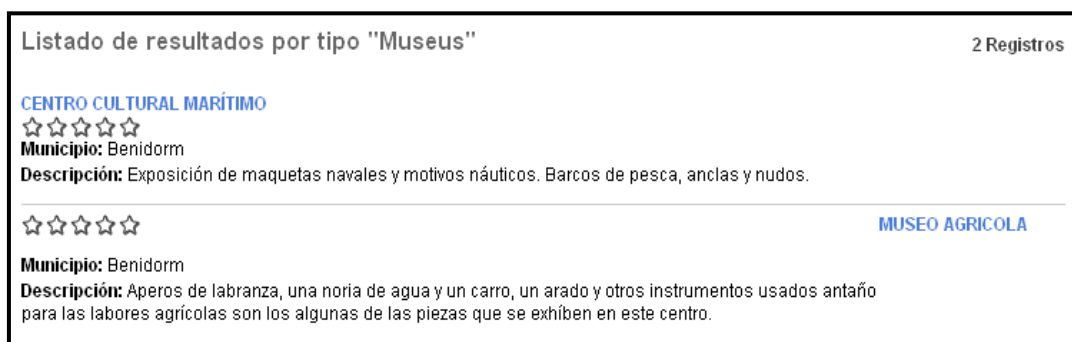 Listado de resultados por tipo "Museus"
2 Registros
CENTRO CULTURAL MARÍTIMO
Municipio: Benidorm
Descripción: Exposición de maquetas navales y motivos náuticos. Barcos de pesca, anclas y nudos.
MUSEO AGRICOLA
Municipio: Benidorm
Descripción: Aperos de labranza, una noria de agua y un carro, un arado y otros instrumentos usados antaño
para las labores agrícolas son los algunas de las piezas que se exhíben en este centro.